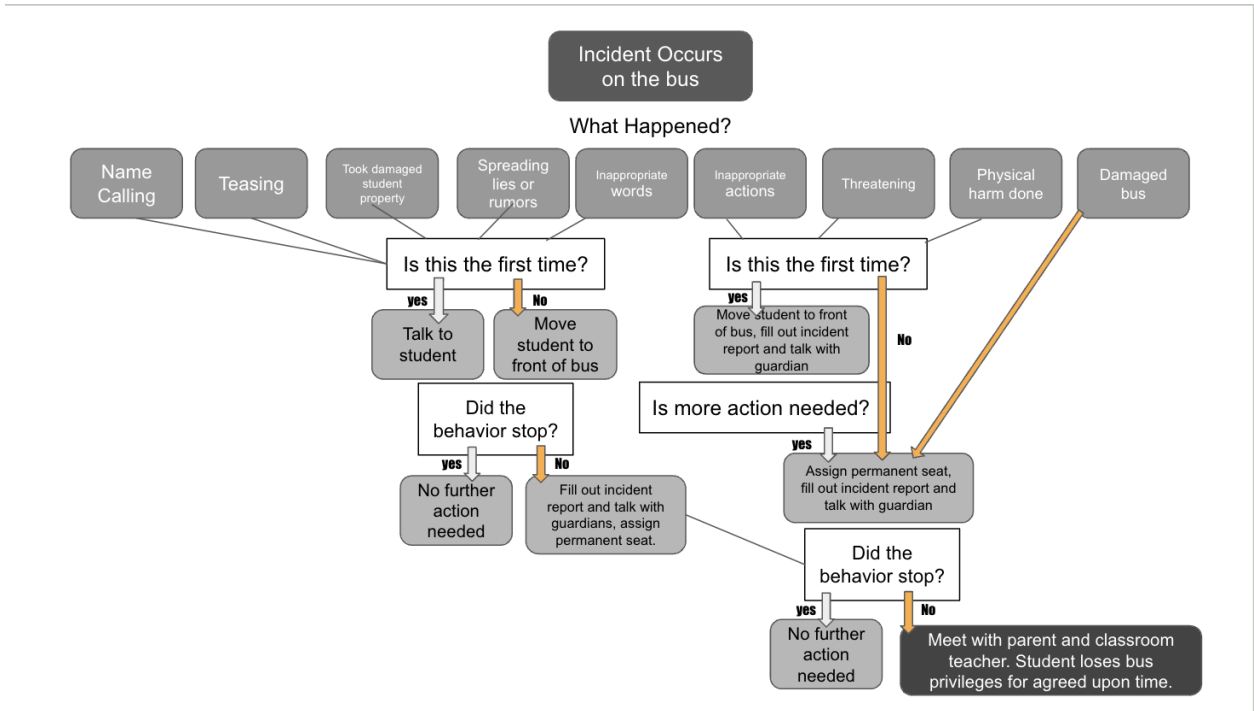 Incident Occurs
on the bus
What Happened?
Name
Calling
Teasing
Took damaged
student
property
Spreading
lies or
rumors
Inappropriate
words
Inappropriate
actions
Threatening
Physical
harm done
Damaged
bus
Is this the first time?
yes
No
Talk to
student
Move
student to
front of bus
Did the
behavior stop?
yes
No
No further
action
needed
Fill out incident
report and talk with
guardians, assign
permanent seat.
Is this the first time?
yes
No
Move student to front
of bus, fill out incident
report and talk with
guardian
Is more action needed?
yes
Assign permanent seat,
fill out incident report and
talk with guardian
Did the
behavior stop?
yes
No
No further
action
needed
Meet with parent and classroom
teacher. Student loses bus
privileges for agreed upon time.